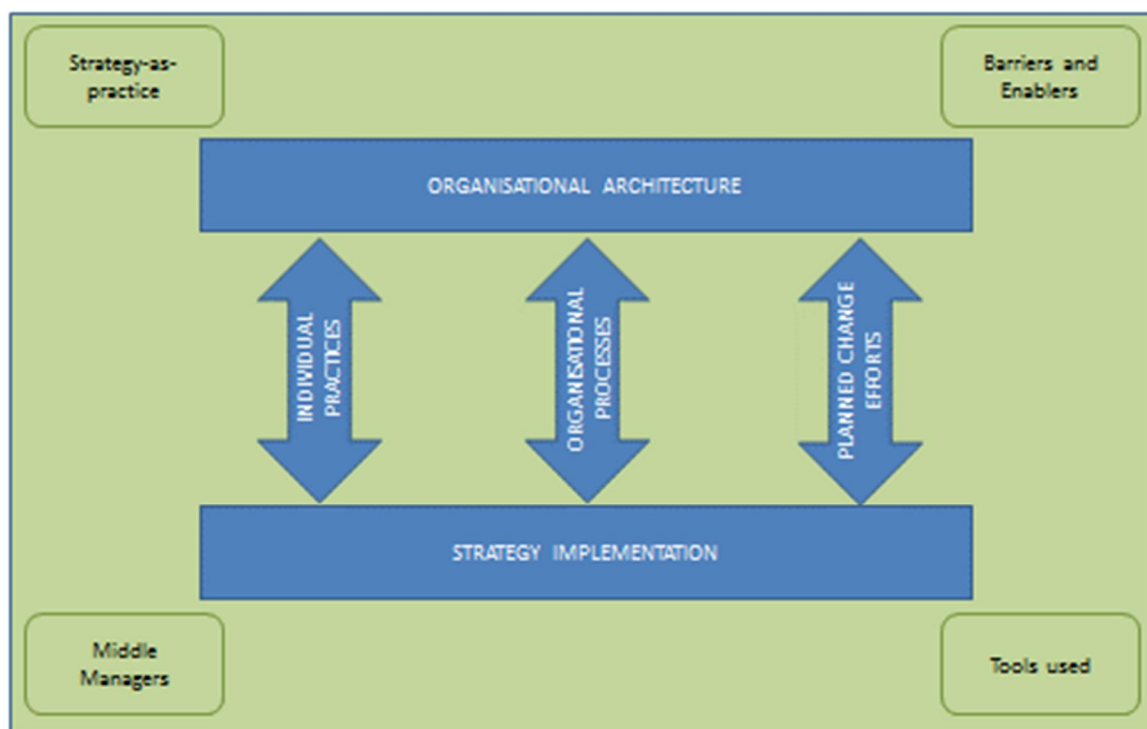 Strategy-as-
practice
Barriers and
Enablers
ORGANISATIONAL ARCHITECTURE
INDIVIDUAL
PRACTICES
ORGANISATIONAL
PROCESSES
PLANNED CHANGE
EFFORTS
STRATEGY IMPLEMENTATION
Middle
Managers
Tools used